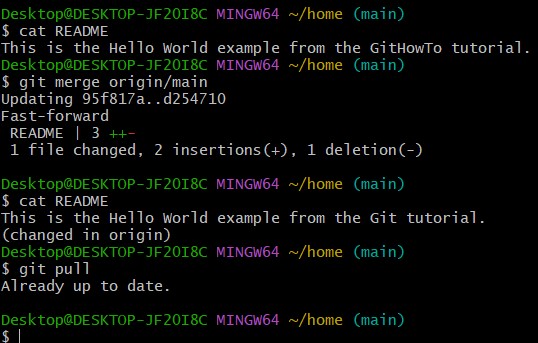 Desktop@DESKTOP-JF2OI8C MINGW64 ~/home (main)
$ cat README
This is the Hello World example from the GitHowTo tutorial.
Desktop@DESKTOP-JF2OI8C MINGW64 ~/home (main)
$ git merge origin/main
Updating 95f817a..d254710
Fast-forward
 README | 3 ++-
 1 file changed, 2 insertions(+), 1 deletion(-)

Desktop@DESKTOP-JF2OI8C MINGW64 ~/home (main)
$ cat README
This is the Hello World example from the Git tutorial.
(changed in origin)
Desktop@DESKTOP-JF2OI8C MINGW64 ~/home (main)
$ git pull
Already up to date.

Desktop@DESKTOP-JF2OI8C MINGW64 ~/home (main)
$